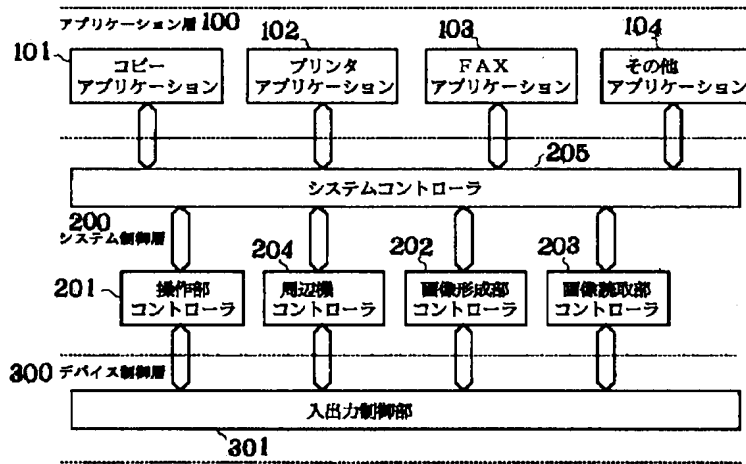 アプリケーション層 100
101
102
103
104
コピー
アプリケーション
プリンタ
アプリケーション
FAX
アプリケーション
その他
アプリケーション
205
システムコントローラ
200
システム制御層
201
204
202
203
操作部
コントローラ
周辺機
コントローラ
画像形成部
コントローラ
画像読取部
コントローラ
300 デバイス制御層
入出力制御部
301